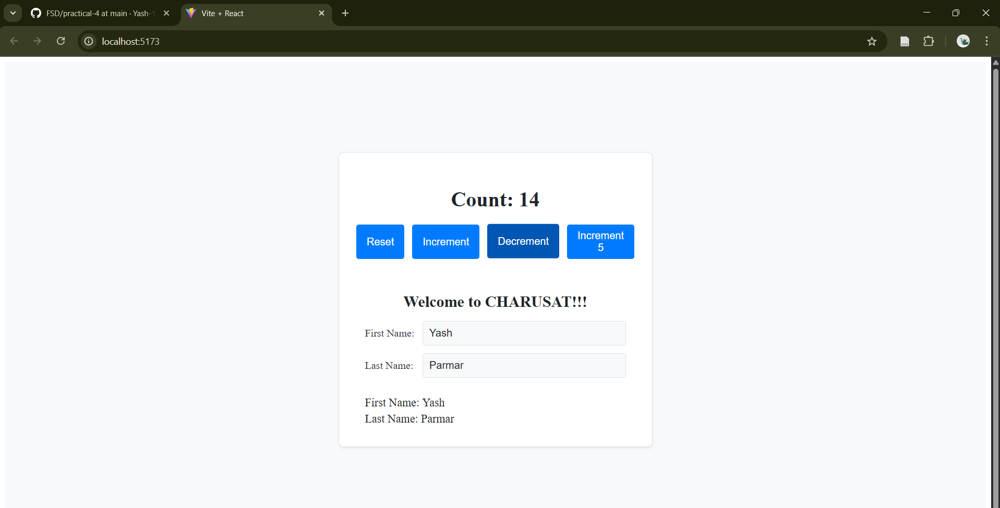 FSD/practical-4 at main · Yash-1
Vite + React
localhost:5173
Count: 14
Reset
Increment
Decrement
Increment
5
Welcome to CHARUSAT!!!
First Name: Yash
Last Name: Parmar
First Name: Yash
Last Name: Parmar